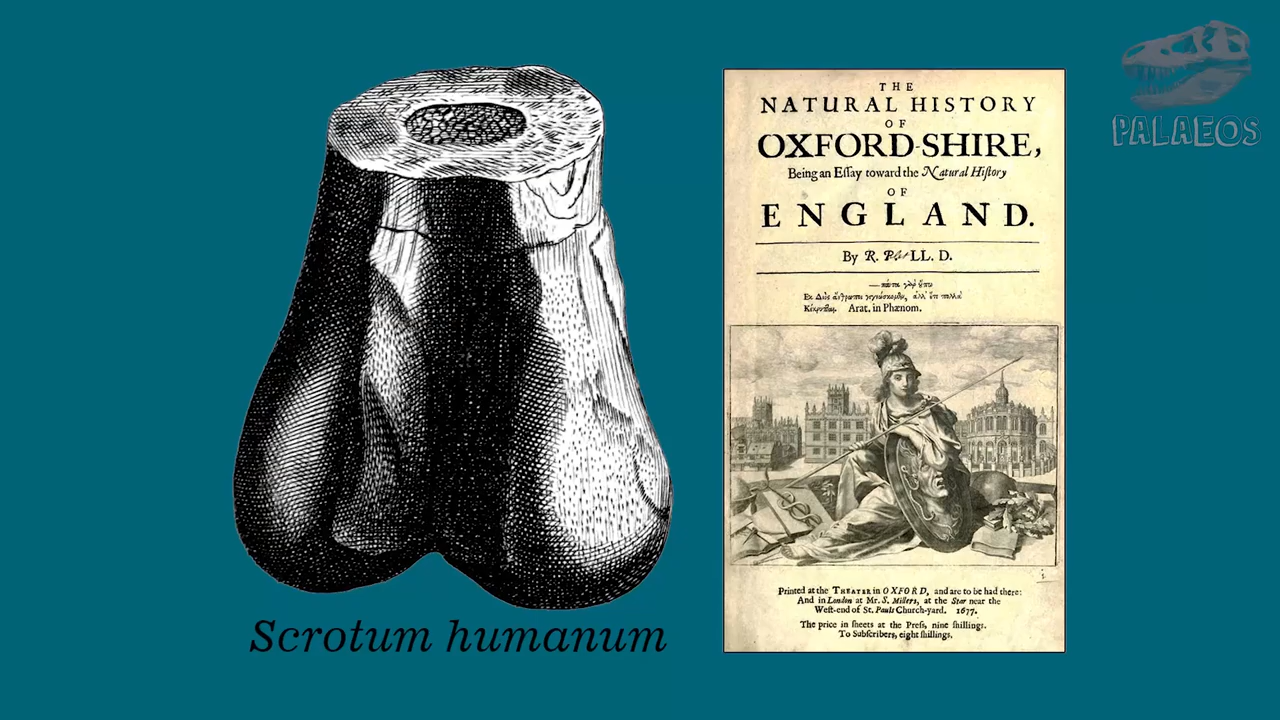 Scrotum humanum
THE
NATURAL HISTORY
OF
OXFORD-SHIRE,
Being an Eſſay toward the Natural Hiſtory
OF
ENGLAND.
By R. P LL. D.
Arat. in Phænom.
Printed at the THEATER in OXFORD, and are to be had there:
And in London at Mr. S. Millers, at the Star near the
Weſt-end of St. Pauls Church-yard. 1677.
The price in ſheets at the Preſs, nine ſhillings.
To Subſcribers, eight ſhillings.
PALAEOS